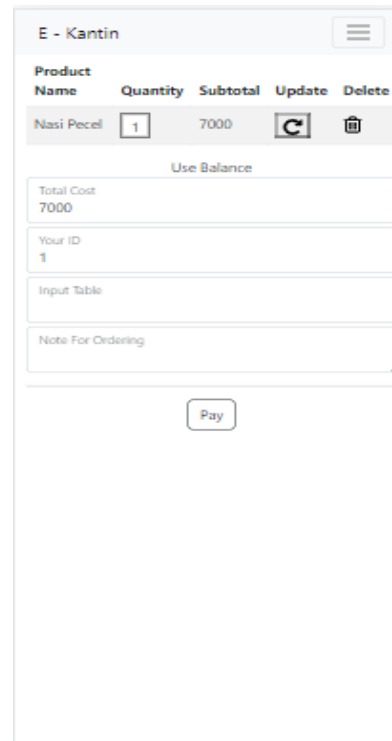 E - Kantin
Product Name Quantity Subtotal Update Delete
Nasi Pecel 1 7000
Use Balance
Total Cost
7000
Your ID
1
Input Table
Note For Ordering
Pay